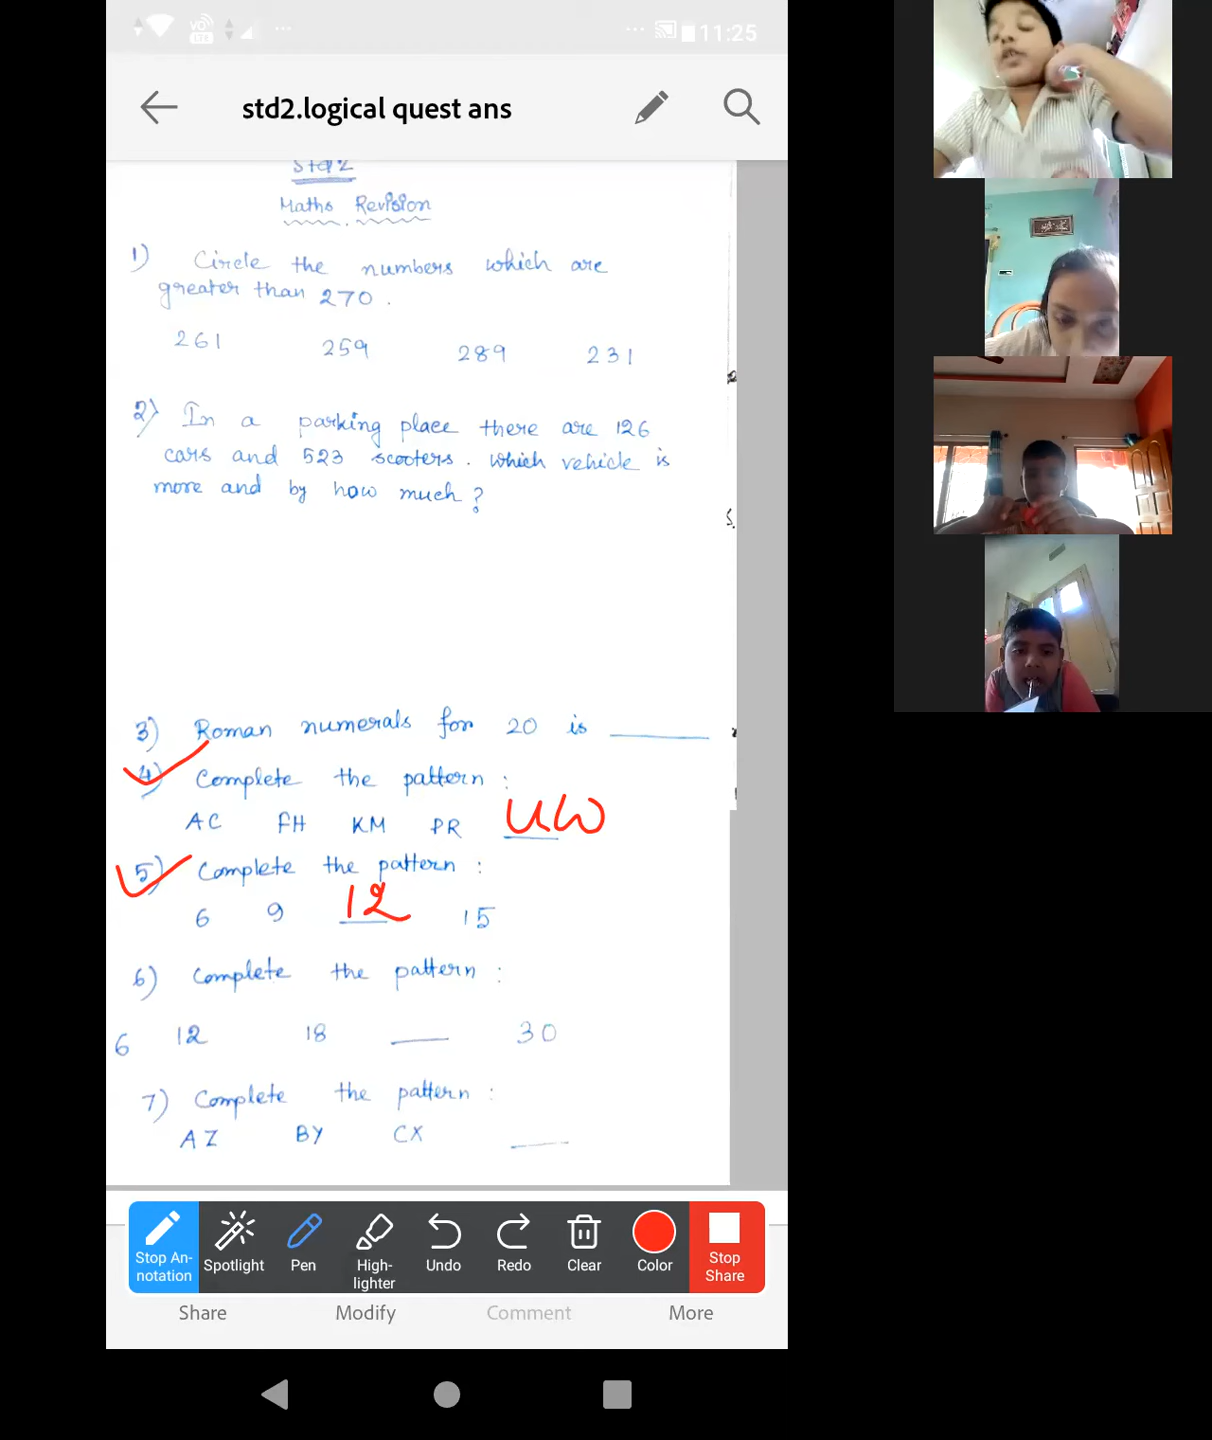 VO
LTE
11:25
std2.logical quest ans
Std 2
Maths Revision
1) Circle the numbers which are
greater than 270.
261 259 289 231
2) In a parking place there are 126
cars and 523 scooters. which vehicle is
more and by how much?
3) Roman numerals for 20 is
4) Complete the pattern :
AC FH KM PR UW
5) Complete the pattern :
6 9 12 15
6) Complete the pattern :
6 12 18 ___ 30
7) Complete the pattern :
AZ BY CX ___
Stop An-
notation
Spotlight
Pen
High-
lighter
Undo
Redo
Clear
Color
Stop
Share
Share Modify Comment More